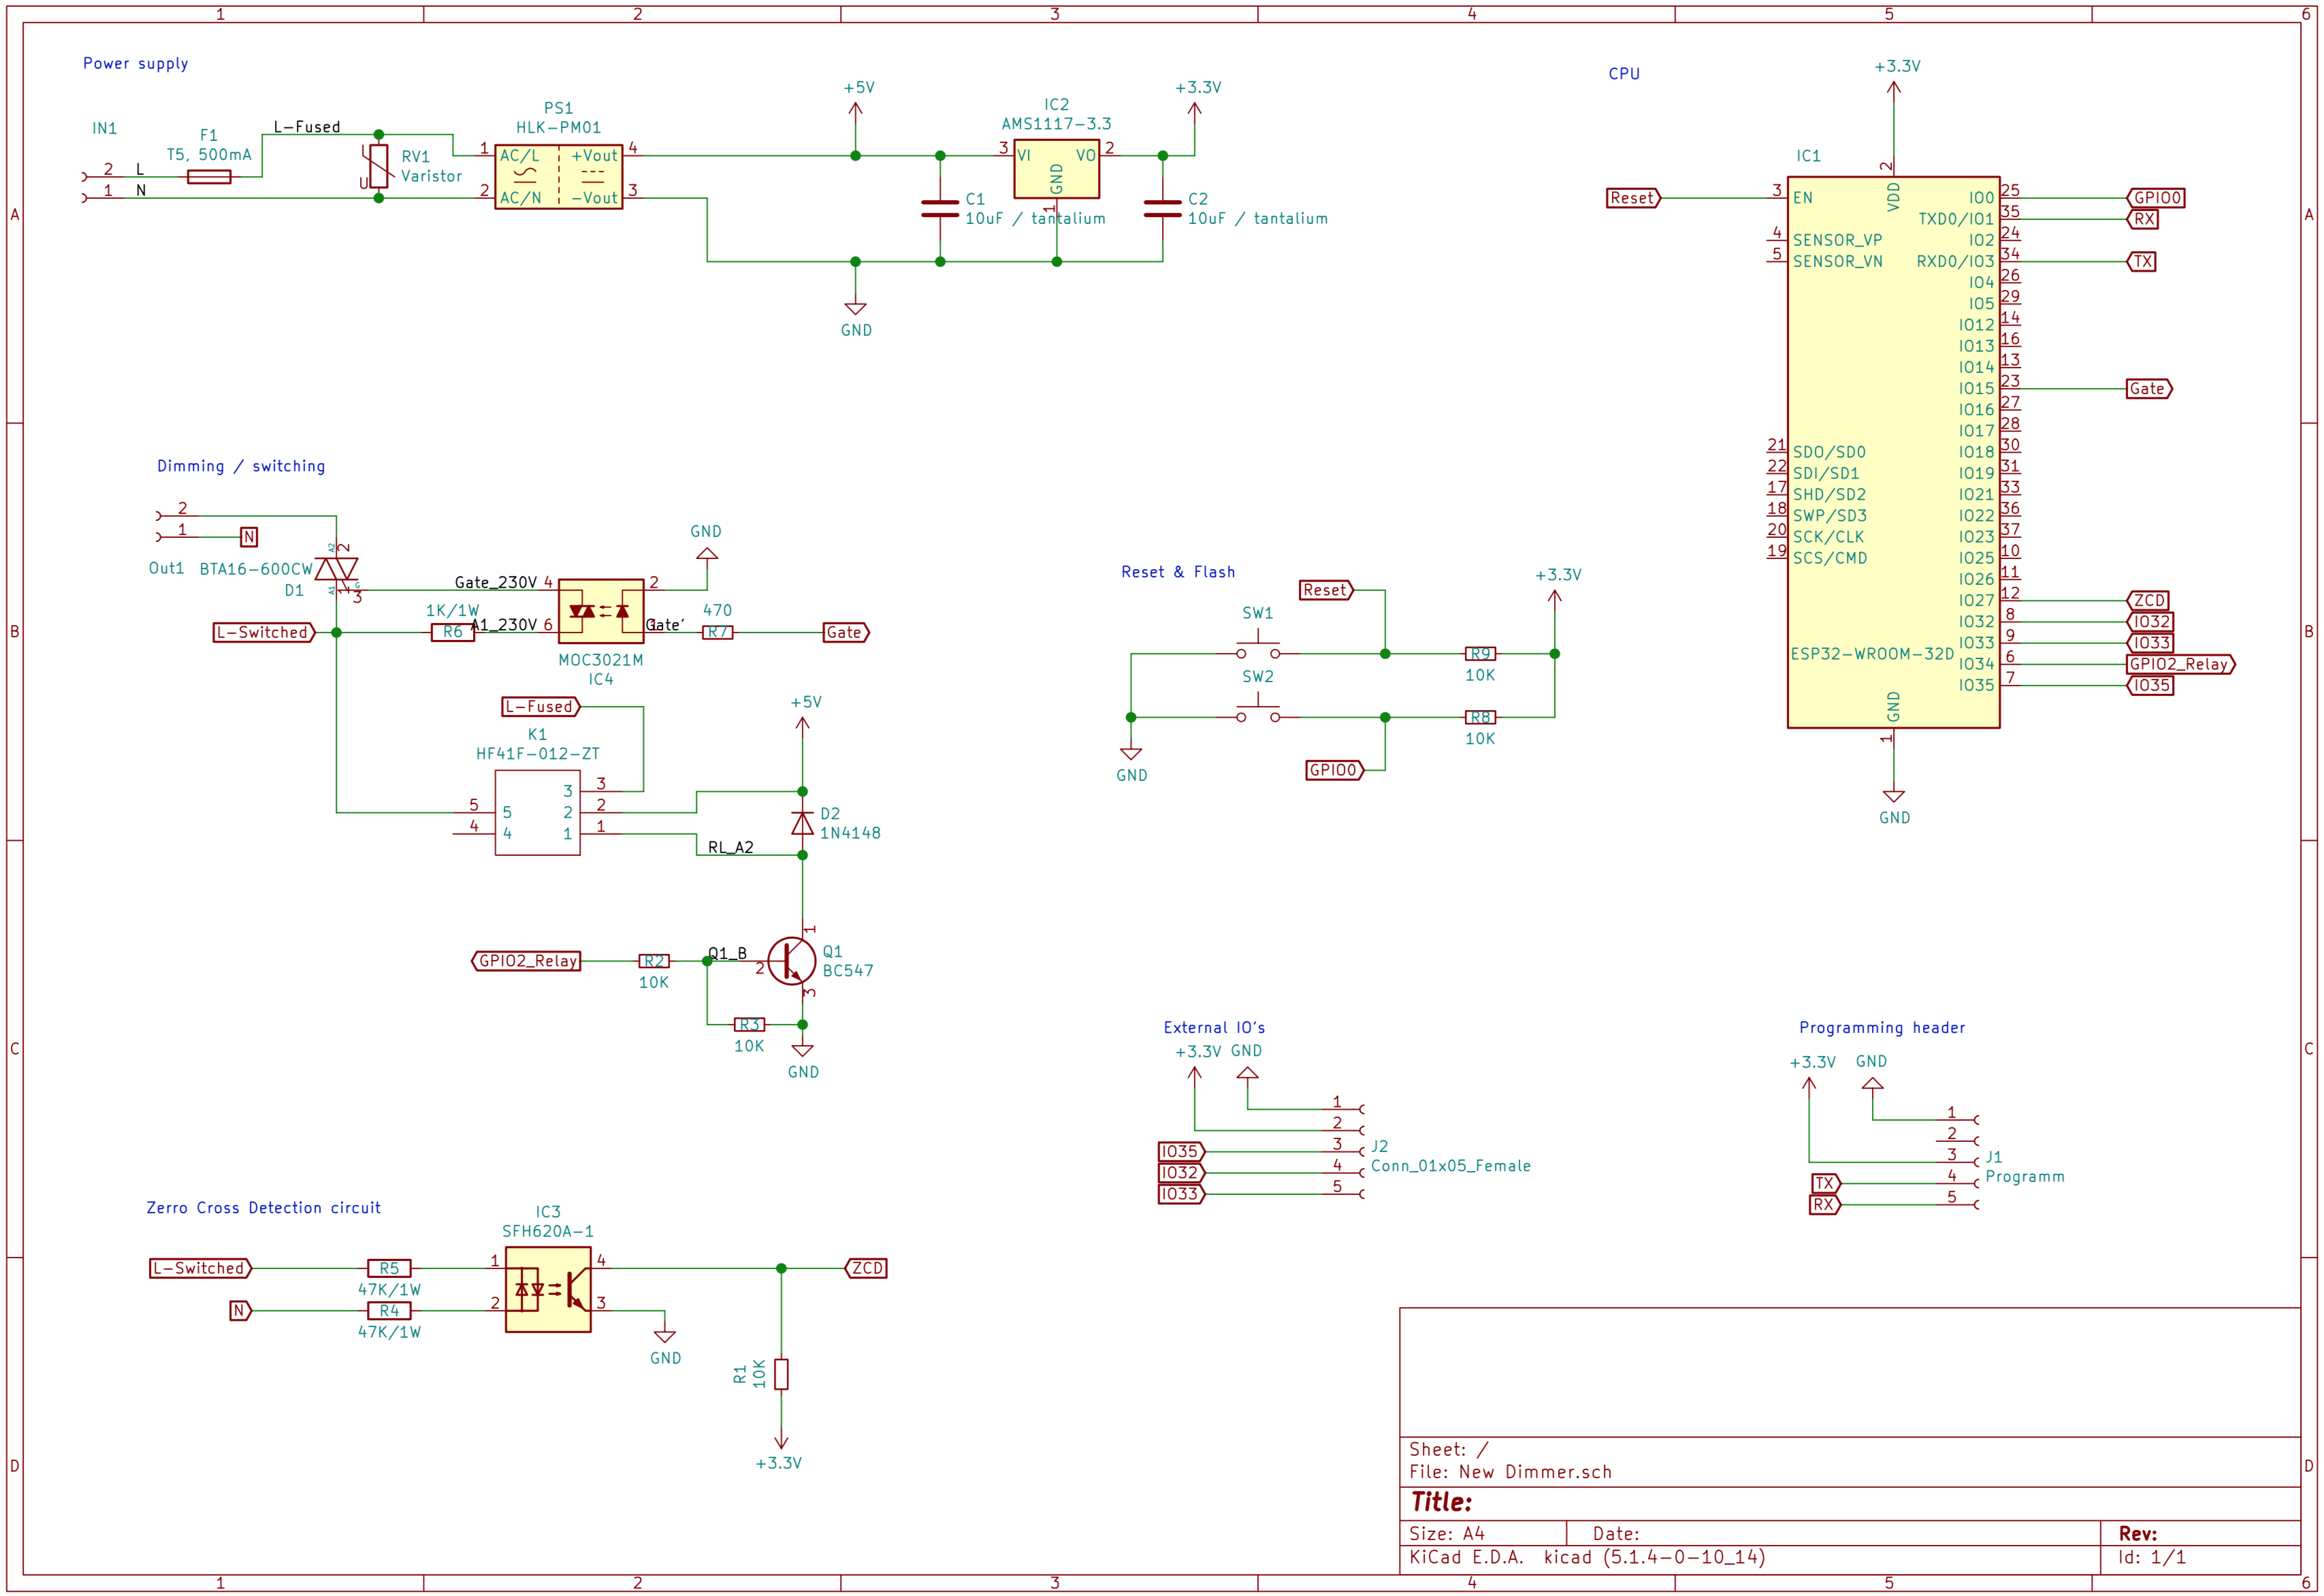 1 2 3 4 5 6
A
B
C
D
Power supply
IN1
2 L
1 N
F1
T5, 500mA
L-Fused
RV1
Varistor
U
PS1
HLK-PM01
1 AC/L +Vout 4
2 AC/N -Vout 3
+5V
C1
10uF / tantalium
GND
IC2
AMS1117-3.3
3 VI VO 2
GND
1
+3.3V
C2
10uF / tantalium
CPU
+3.3V
IC1
2
VDD
Reset 3 EN
4 SENSOR_VP
5 SENSOR_VN
21 SDO/SD0
22 SDI/SD1
17 SHD/SD2
18 SWP/SD3
20 SCK/CLK
19 SCS/CMD
IO0 25 GPIO0
TXD0/IO1 35 RX
IO2 24
RXD0/IO3 34 TX
IO4 26
IO5 29
IO12 14
IO13 16
IO14 13
IO15 23 Gate
IO16 27
IO17 28
IO18 30
IO19 31
IO21 33
IO22 36
IO23 37
IO25 10
IO26 11
IO27 12 ZCD
IO32 8 IO32
IO33 9 IO33
IO34 6 GPIO2_Relay
IO35 7 IO35
ESP32-WROOM-32D
GND
1
GND
Dimming / switching
2
1 N
Out1
BTA16-600CW
D1
A2
2
A1
1
G
3
L-Switched
1K/1W
R6
Gate_230V 4
A1_230V 6
2
1
Gate'
MOC3021M
IC4
GND
470
R7
Gate
L-Fused
K1
HF41F-012-ZT
5 5
4 4
3 3
2 2
1 1
+5V
D2
1N4148
RL_A2
GPIO2_Relay
R2
10K
Q1_B
2
1
3
Q1
BC547
R3
10K
GND
Reset & Flash
Reset
SW1
SW2
R9
10K
R8
10K
+3.3V
GPIO0
GND
External IO's
+3.3V GND
1
2
IO35 3
IO32 4
IO33 5
J2
Conn_01x05_Female
Programming header
+3.3V GND
1
2
3
TX 4
RX 5
J1
Programm
Zerro Cross Detection circuit
L-Switched
R5
47K/1W
N
R4
47K/1W
IC3
SFH620A-1
1 4
2 3
GND
ZCD
R1
10K
+3.3V
Sheet: /
File: New Dimmer.sch
Title:
Size: A4 Date: Rev:
KiCad E.D.A. kicad (5.1.4-0-10_14) Id: 1/1
A
B
C
D
1 2 3 4 5 6